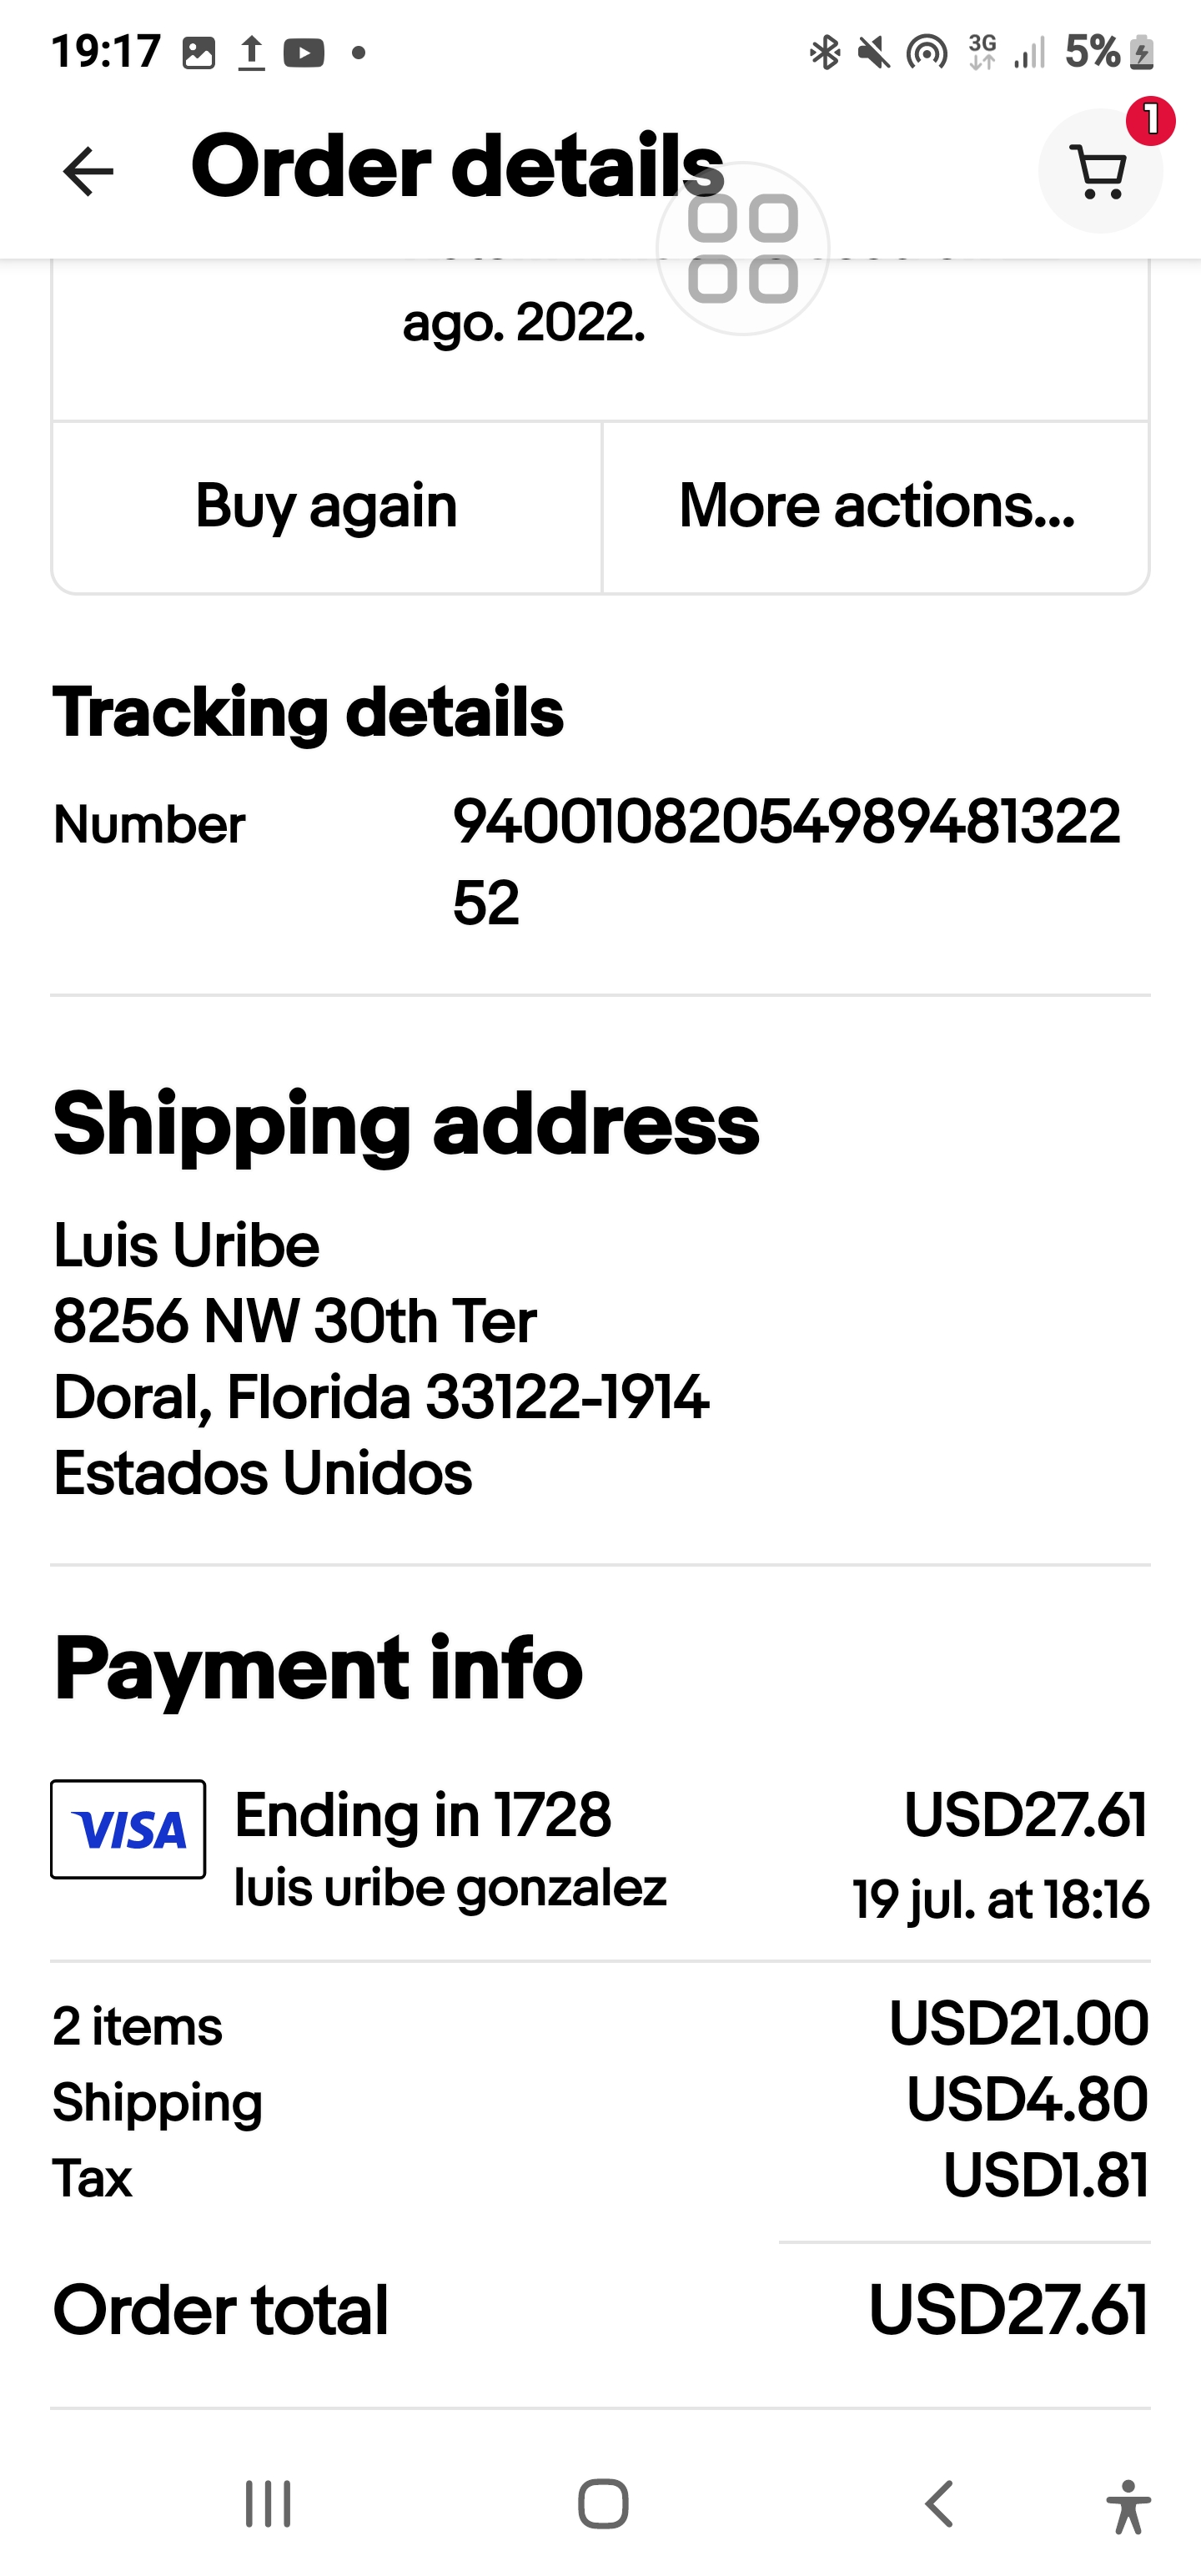 19:17
3G
5%
Order details
1
ago. 2022.
Buy again
More actions...
Tracking details
Number
94001082054989481322
52
Shipping address
Luis Uribe
8256 NW 30th Ter
Doral, Florida 33122-1914
Estados Unidos
Payment info
VISA
Ending in 1728
USD27.61
luis uribe gonzalez
19 jul. at 18:16
2 items
USD21.00
Shipping
USD4.80
Tax
USD1.81
Order total
USD27.61